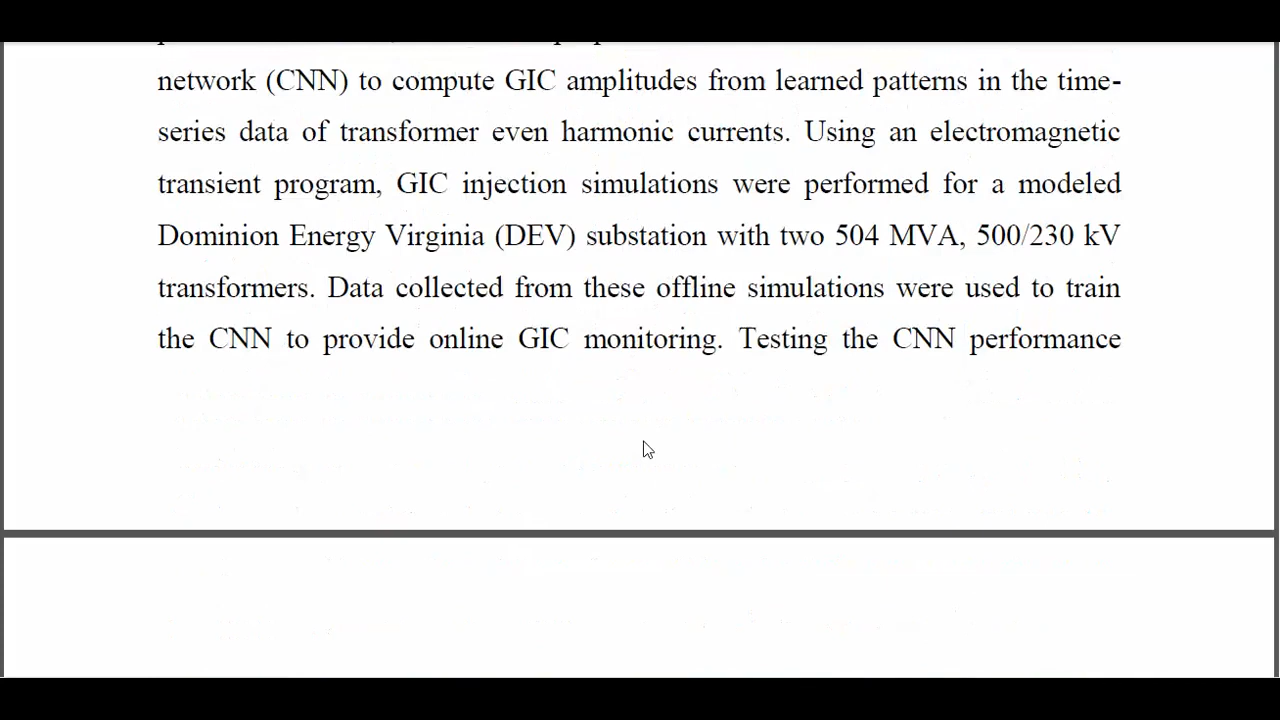 network (CNN) to compute GIC amplitudes from learned patterns in the time-
series data of transformer even harmonic currents. Using an electromagnetic
transient program, GIC injection simulations were performed for a modeled
Dominion Energy Virginia (DEV) substation with two 504 MVA, 500/230 kV
transformers. Data collected from these offline simulations were used to train
the CNN to provide online GIC monitoring. Testing the CNN performance